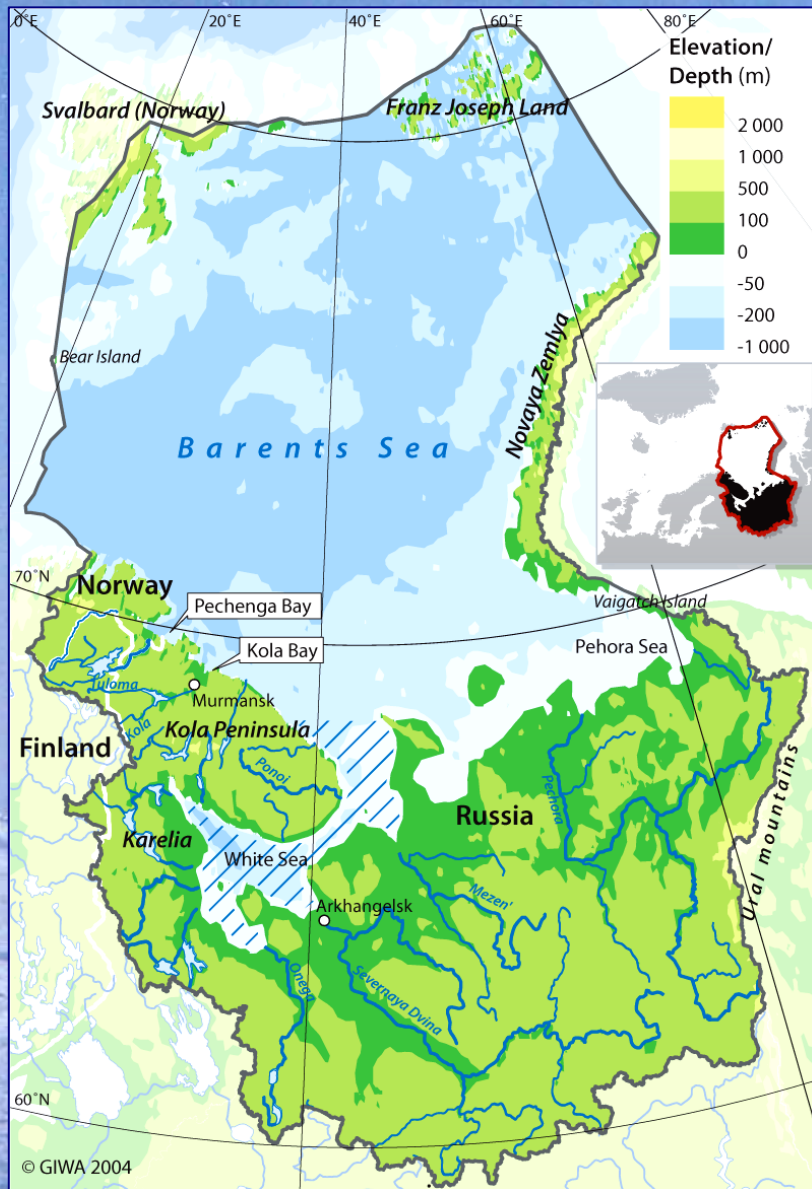 0°E
20°E
40°E
60°E
80°E
Elevation/
Depth (m)
2 000
1 000
500
100
0
-50
-200
-1 000
Svalbard (Norway)
Franz Joseph Land
Bear Island
Novaya Zemlya
Barents Sea
70°N
Norway
Pechenga Bay
Vaigatch Island
Kola Bay
Pehora Sea
Tuloma
Murmansk
Kola
Kola Peninsula
Finland
Ponoi
Pechora
Russia
Ural mountains
Karelia
White Sea
Mezen'
Arkhangelsk
Onega
Severnaya Dvina
60°N
© GIWA 2004